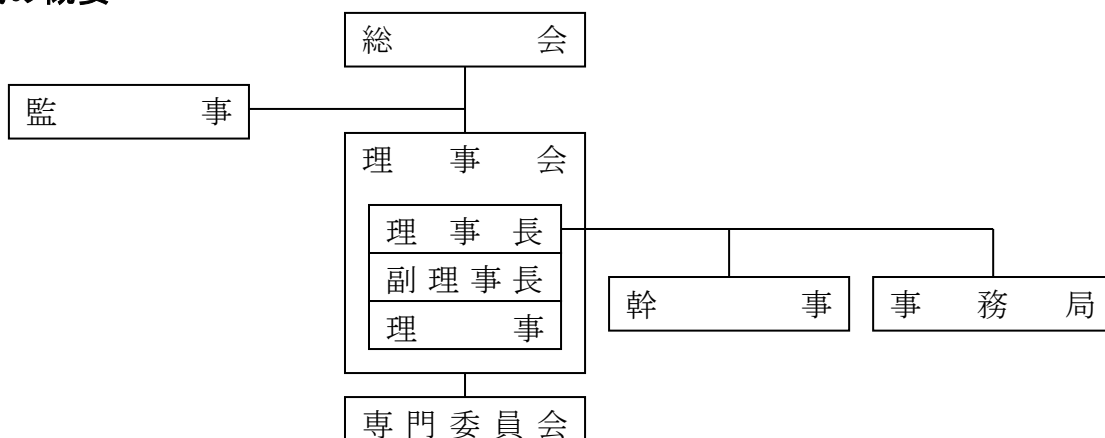 の概要
総会
監事
理事会
理事長
副理事長
理事
幹事
事務局
専門委員会